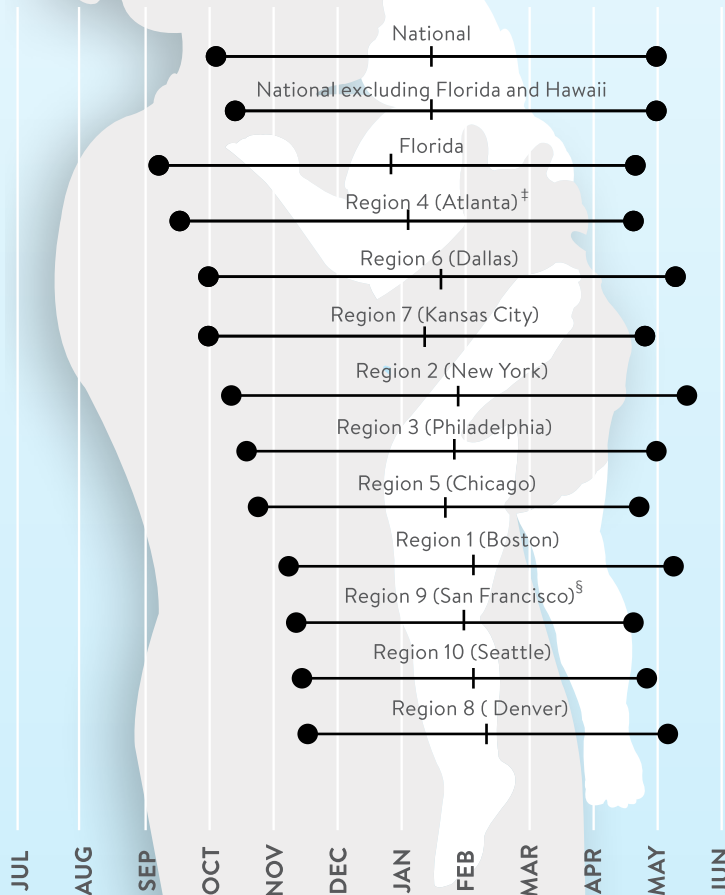 National
National excluding Florida and Hawaii
Florida
Region 4 (Atlanta)‡
Region 6 (Dallas)
Region 7 (Kansas City)
Region 2 (New York)
Region 3 (Philadelphia)
Region 5 (Chicago)
Region 1 (Boston)
Region 9 (San Francisco)§
Region 10 (Seattle)
Region 8 ( Denver)
JUL
AUG
SEP
OCT
NOV
DEC
JAN
FEB
MAR
APR
MAY
JUN